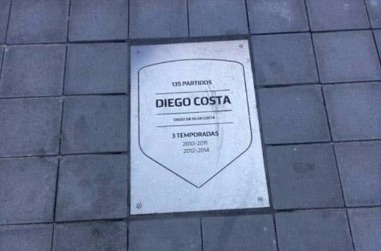 135 PARTIDOS
DIEGO COSTA
DIEGO DA SILVA COSTA
3 TEMPORADAS
2010-2011
2012-2014